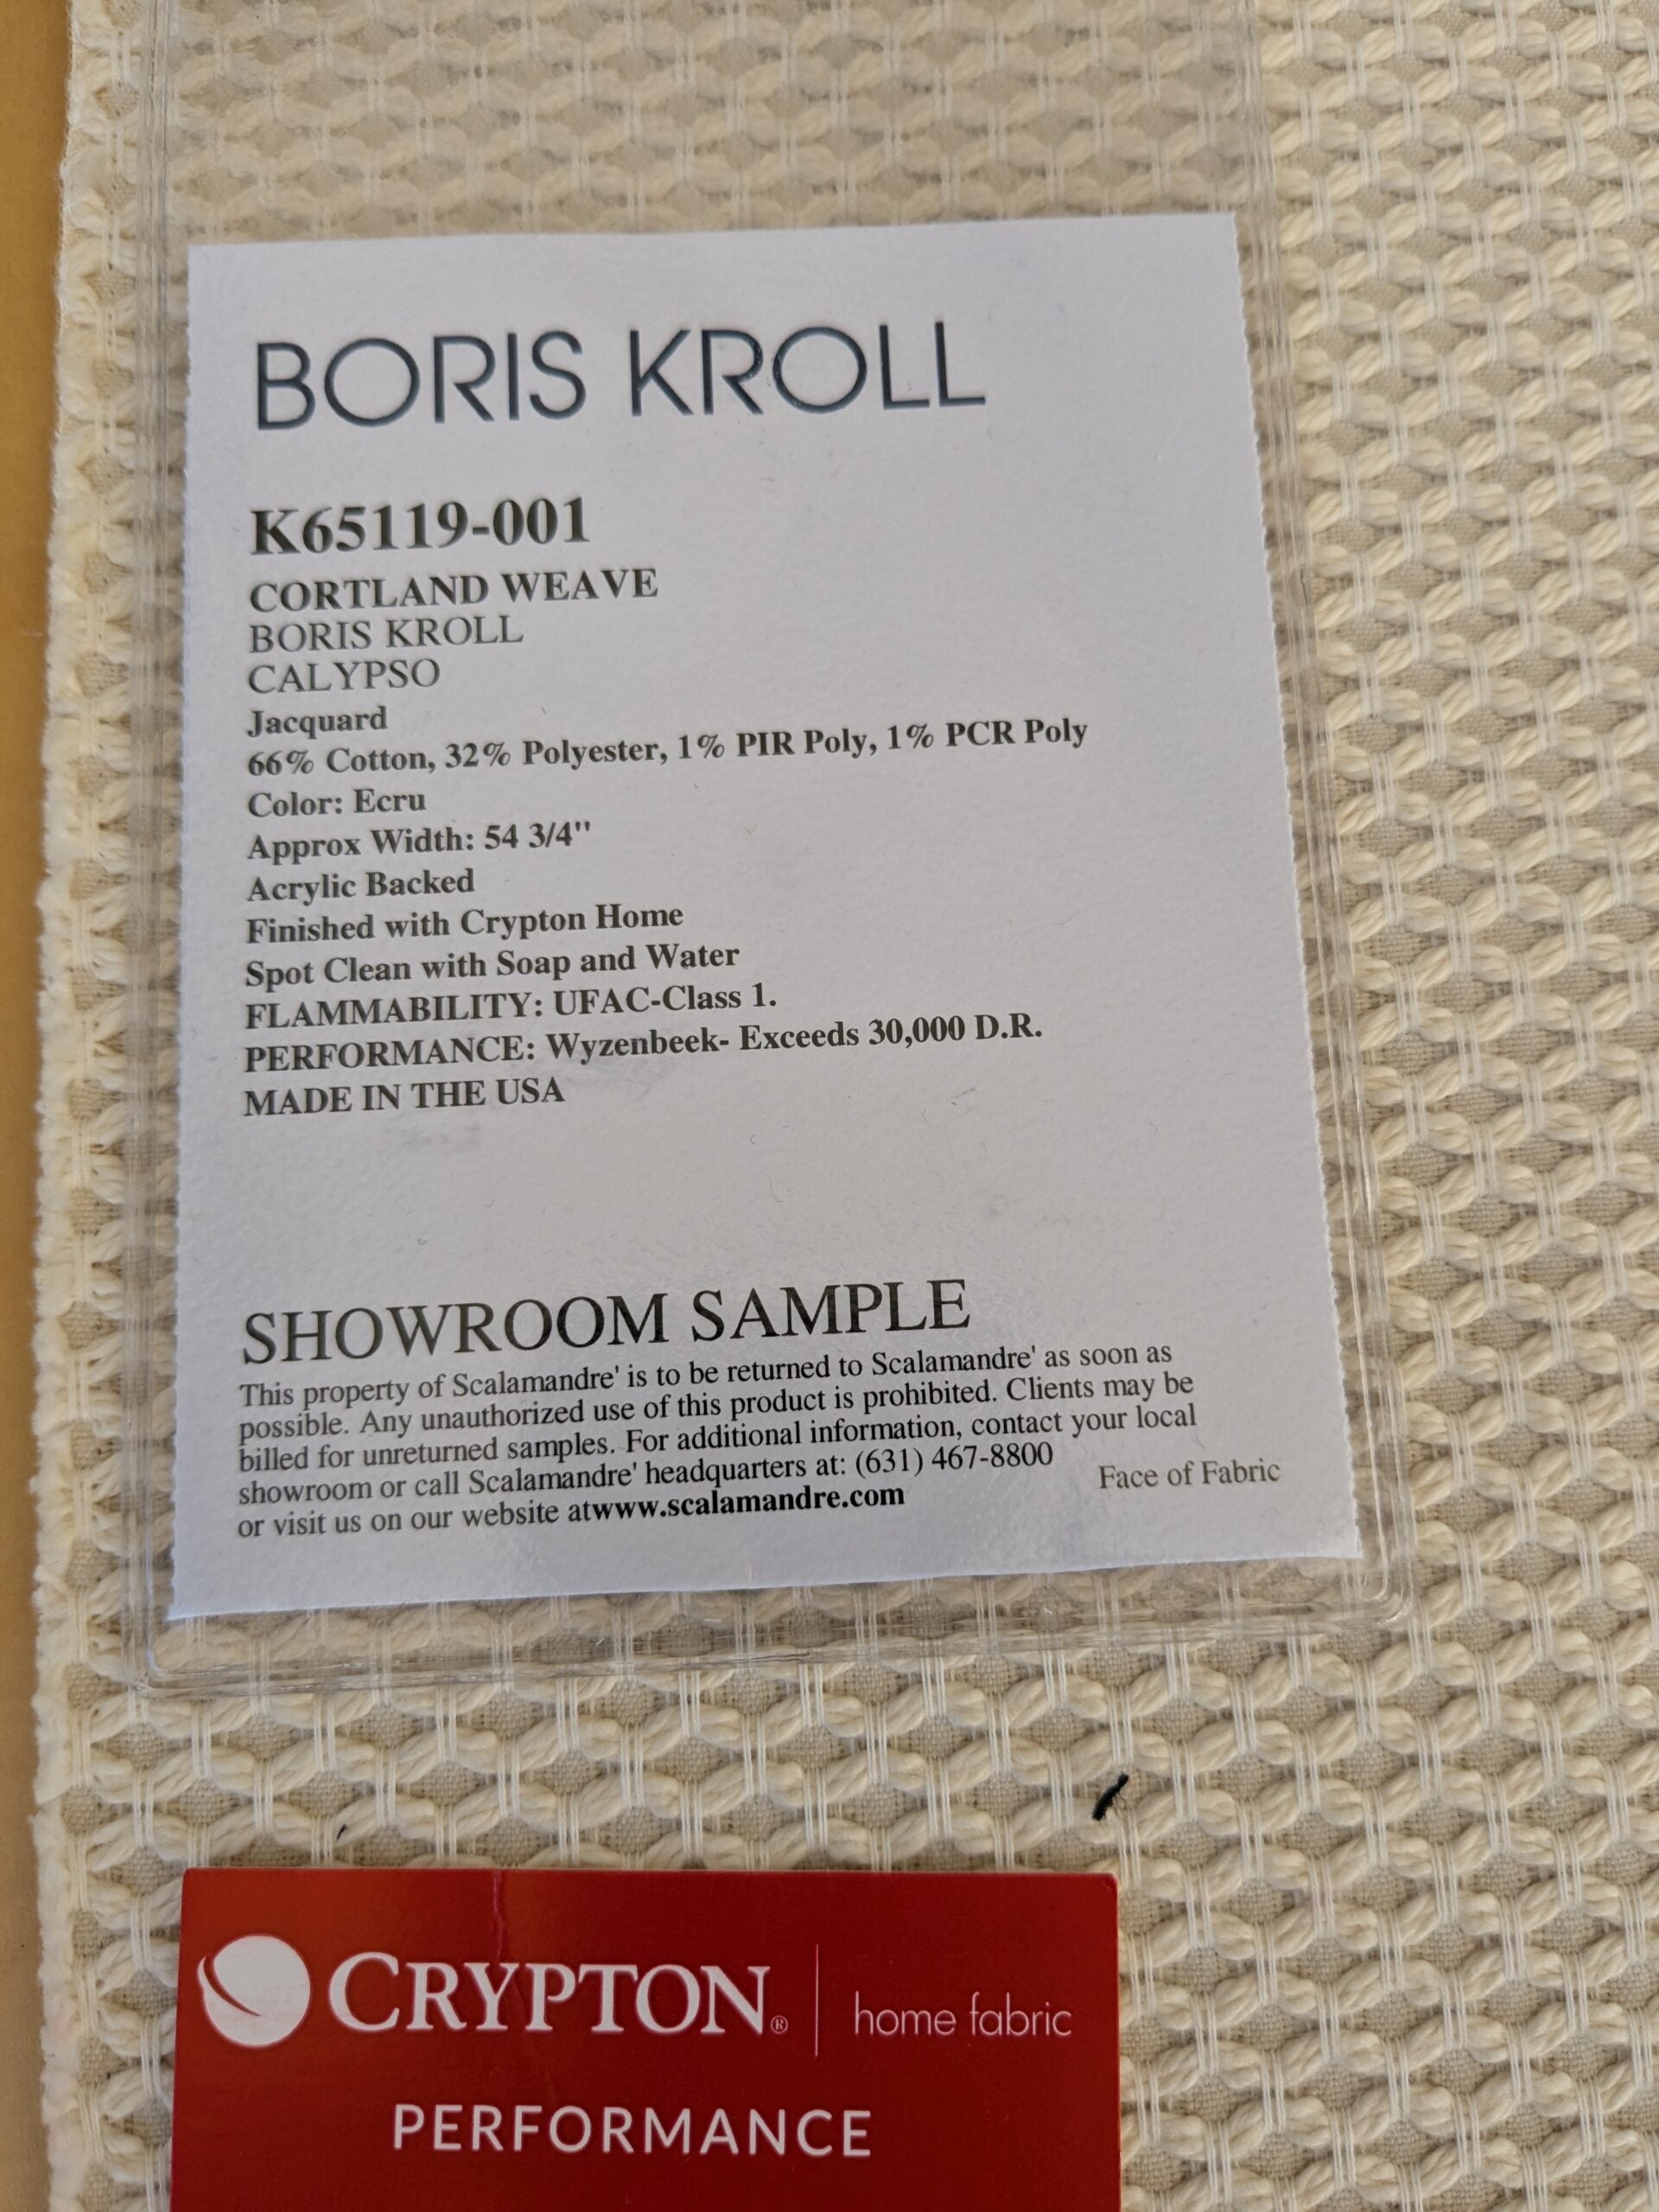 BORIS KROLL
K65119-001
CORTLAND WEAVE
BORIS KROLL
CALYPSO
Jacquard
66% Cotton, 32% Polyester, 1% PIR Poly, 1% PCR Poly
Color: Ecru
Approx Width: 54 3/4''
Acrylic Backed
Finished with Crypton Home
Spot Clean with Soap and Water
FLAMMABILITY: UFAC-Class 1.
PERFORMANCE: Wyzenbeek- Exceeds 30,000 D.R.
MADE IN THE USA
SHOWROOM SAMPLE
This property of Scalamandre' is to be returned to Scalamandre' as soon as
possible. Any unauthorized use of this product is prohibited. Clients may be
billed for unreturned samples. For additional information, contact your local
showroom or call Scalamandre' headquarters at: (631) 467-8800
or visit us on our website atwww.scalamandre.com
Face of Fabric
CRYPTON® | home fabric
PERFORMANCE